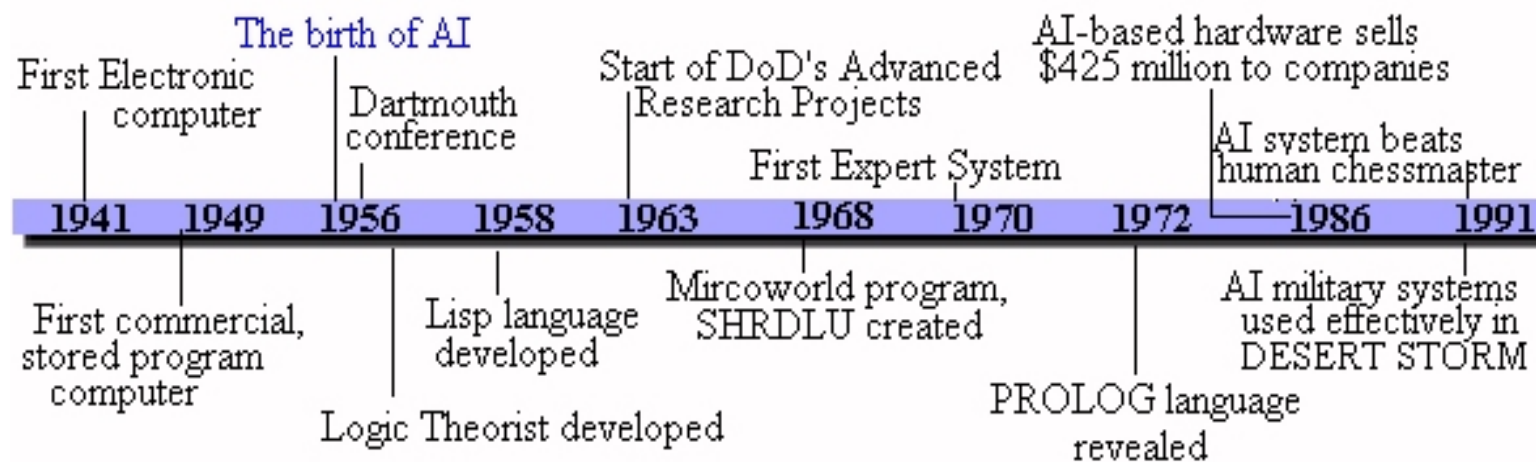 The birth of AI
First Electronic
computer
Dartmouth
conference
Start of DoD's Advanced
Research Projects
First Expert System
AI-based hardware sells
$425 million to companies
AI system beats
human chessmaster
1941 1949 1956 1958 1963 1968 1970 1972 1986 1991
First commercial,
stored program
computer
Logic Theorist developed
Lisp language
developed
Mircoworld program,
SHRDLU created
PROLOG language
revealed
AI military systems
used effectively in
DESERT STORM